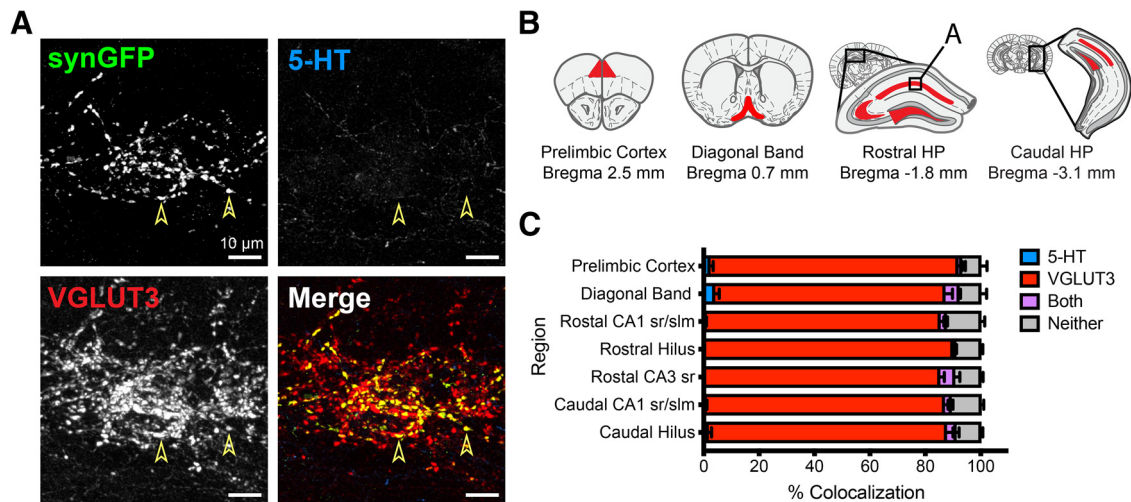 A
synGFP
5-HT
10 µm
VGLUT3
Merge
B
A
Prelimbic Cortex
Bregma 2.5 mm
Diagonal Band
Bregma 0.7 mm
Rostral HP
Bregma -1.8 mm
Caudal HP
Bregma -3.1 mm
C
Region
Prelimbic Cortex
Diagonal Band
Rostal CA1 sr/slm
Rostral Hilus
Rostal CA3 sr
Caudal CA1 sr/slm
Caudal Hilus
0 20 40 60 80 100
% Colocalization
5-HT
VGLUT3
Both
Neither